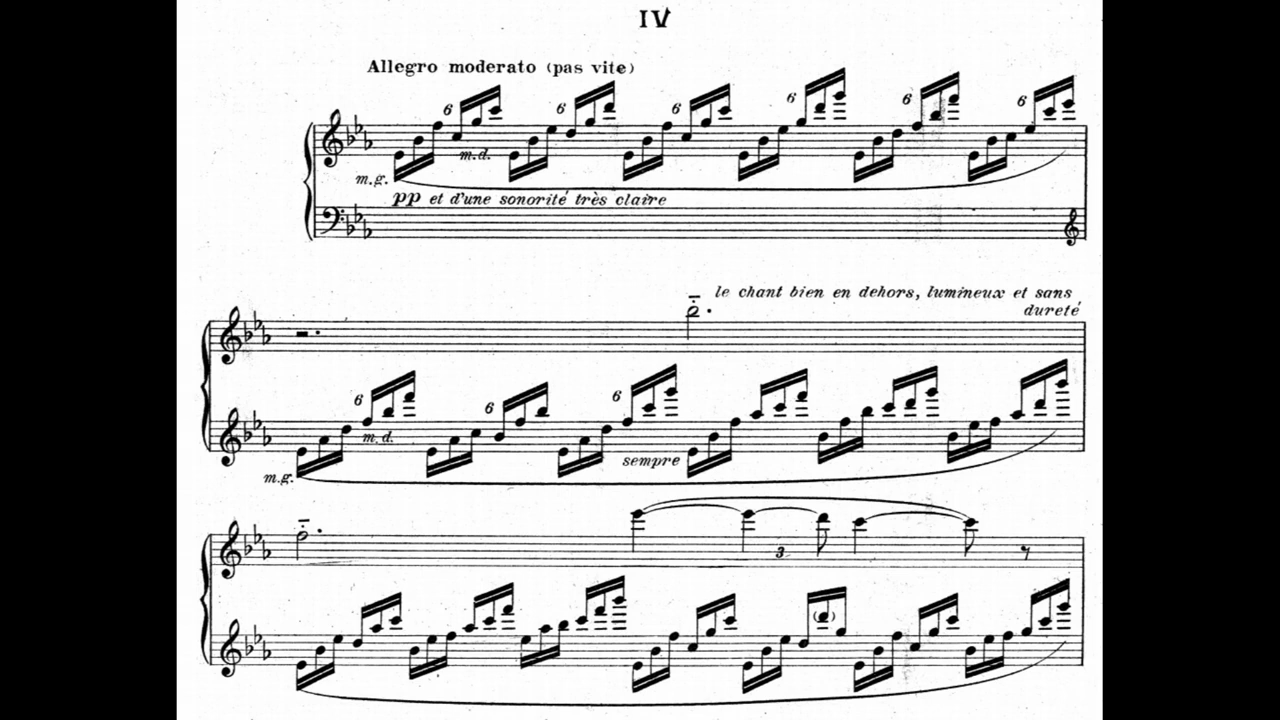 IV
Allegro moderato (pas vite)
6 6 6 6 6 6
m.d.
m.g.
pp et d'une sonorité très claire
le chant bien en dehors, lumineux et sans
dureté
6 6 6
m.d.
sempre
m.g.
3